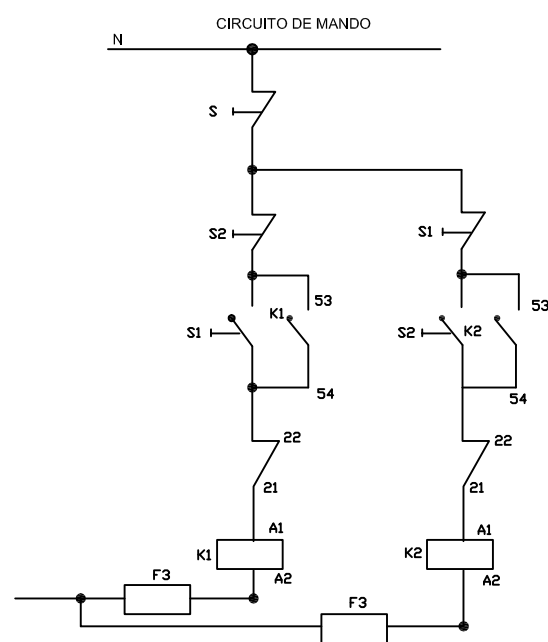 CIRCUITO DE MANDO
N
S
S2
S1
53
K1
S1
54
53
K2
S2
54
22
21
22
21
A1
K1
A2
A1
K2
A2
F3
F3